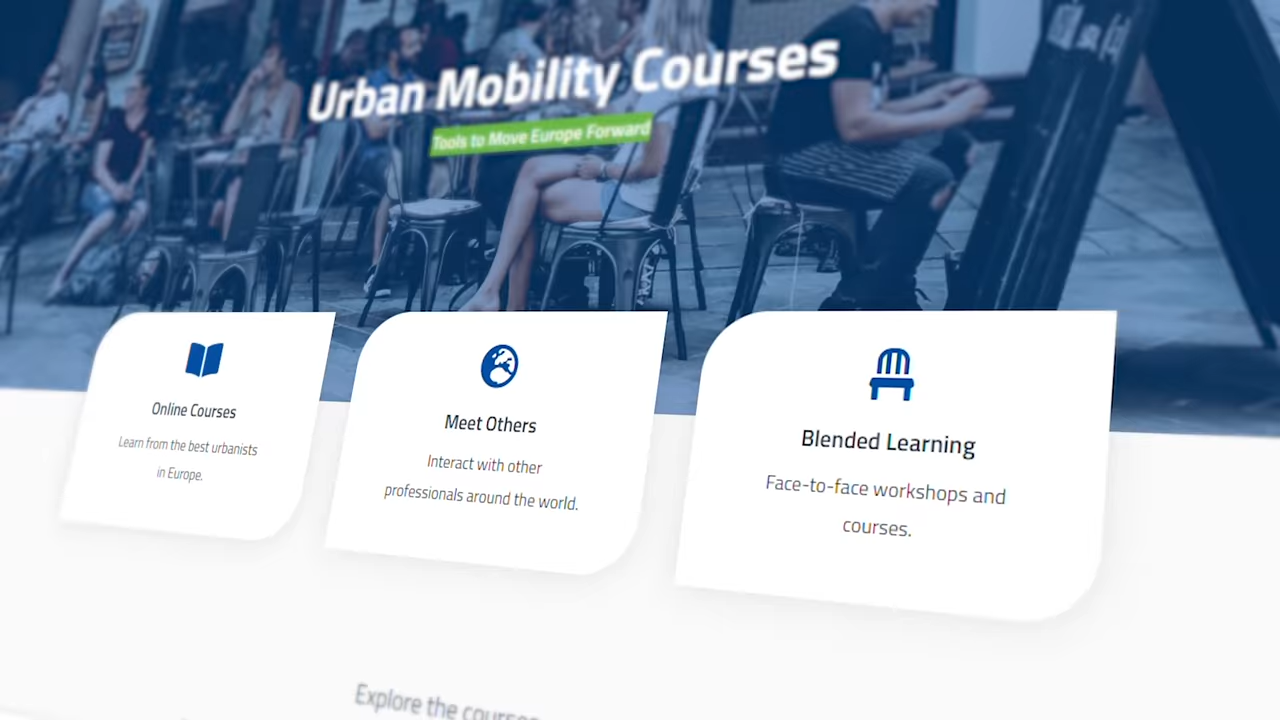 Urban Mobility Courses
Tools to Move Europe Forward
Online Courses
Learn from the best urbanists
in Europe.
Meet Others
Interact with other
professionals around the world.
Blended Learning
Face-to-face workshops and
courses.
Explore the courses